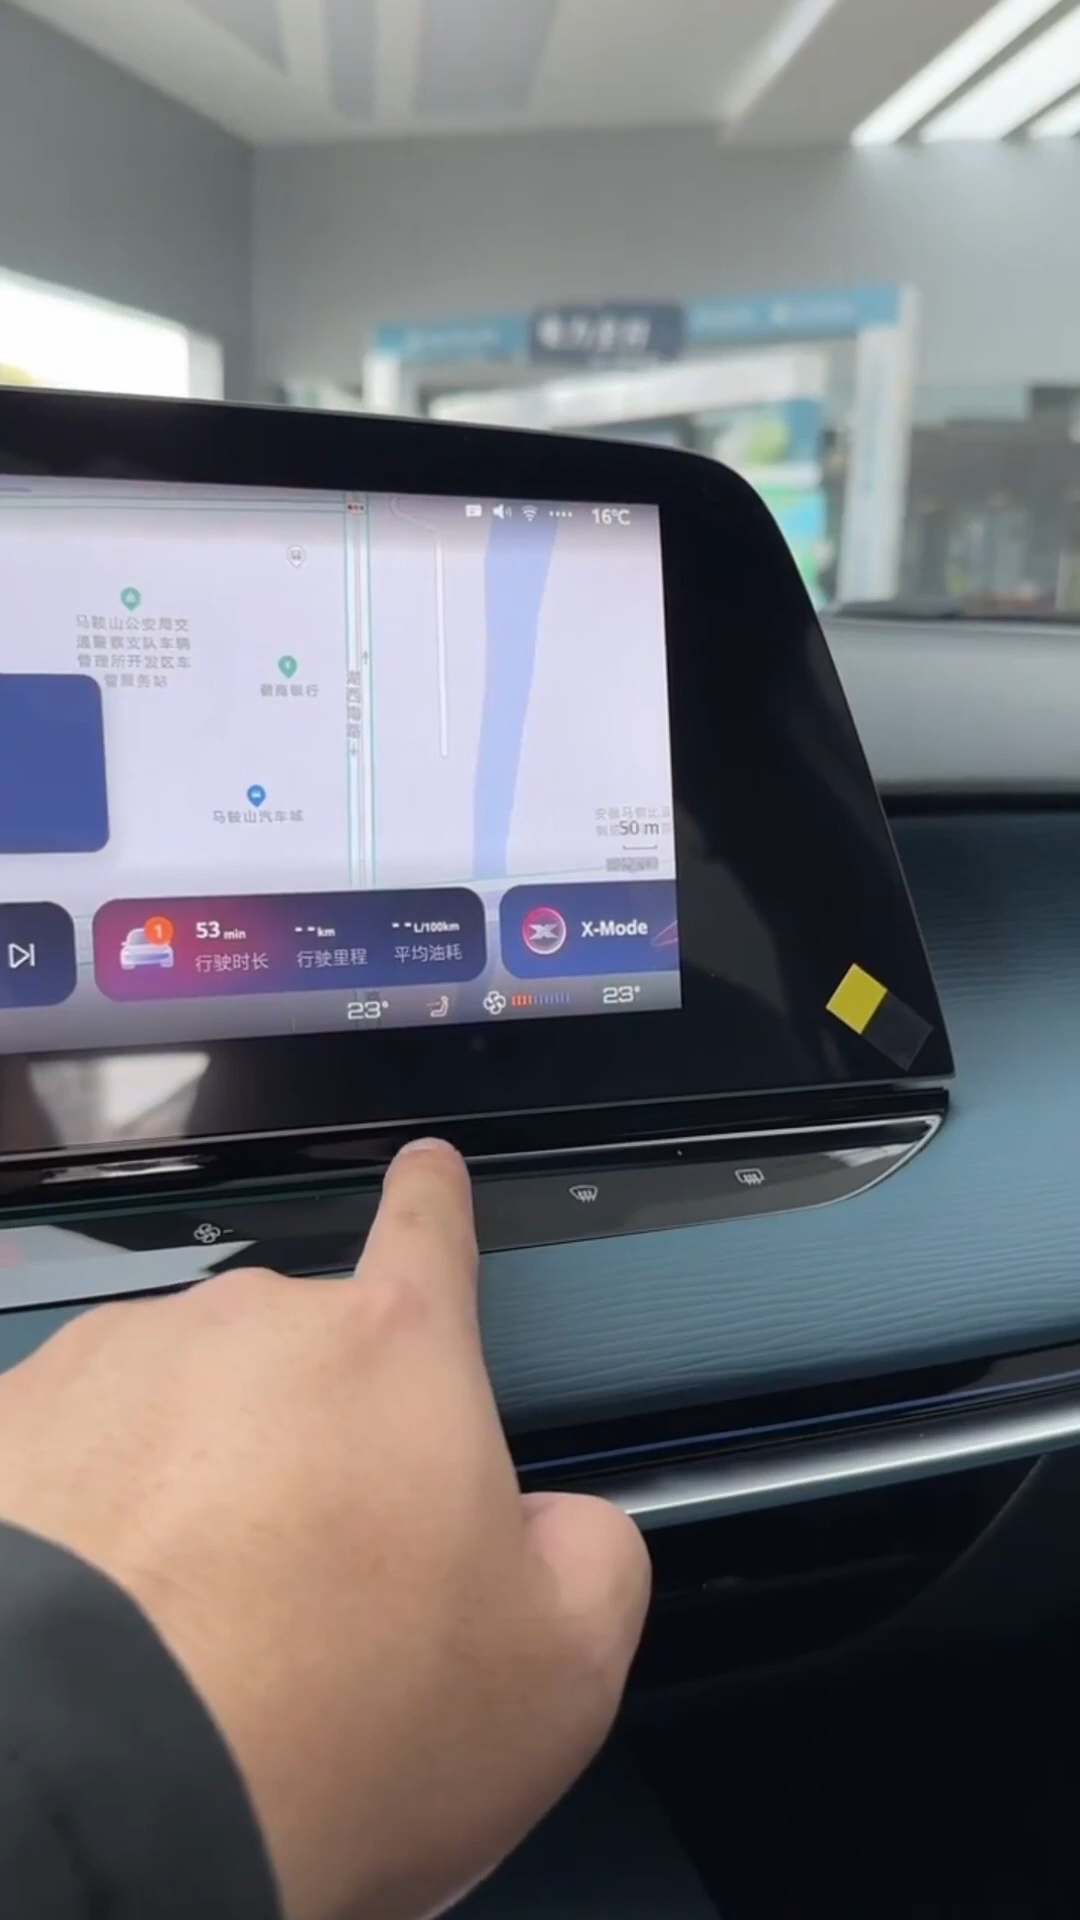 16℃
马鞍山公安局交
通警察支队车辆
管理所开发区车
管服务站
徽商银行
湖西南路
马鞍山汽车城
50 m
1
53 min
行驶时长
--km
行驶里程
--L/100km
平均油耗
X-Mode
23°
23°